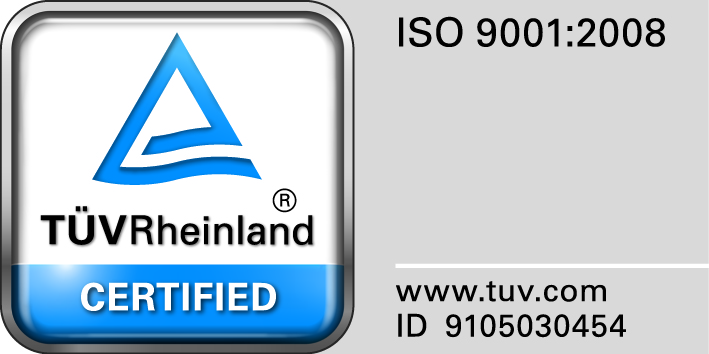 ISO 9001:2008
®
TÜVRheinland
CERTIFIED
www.tuv.com
ID 9105030454